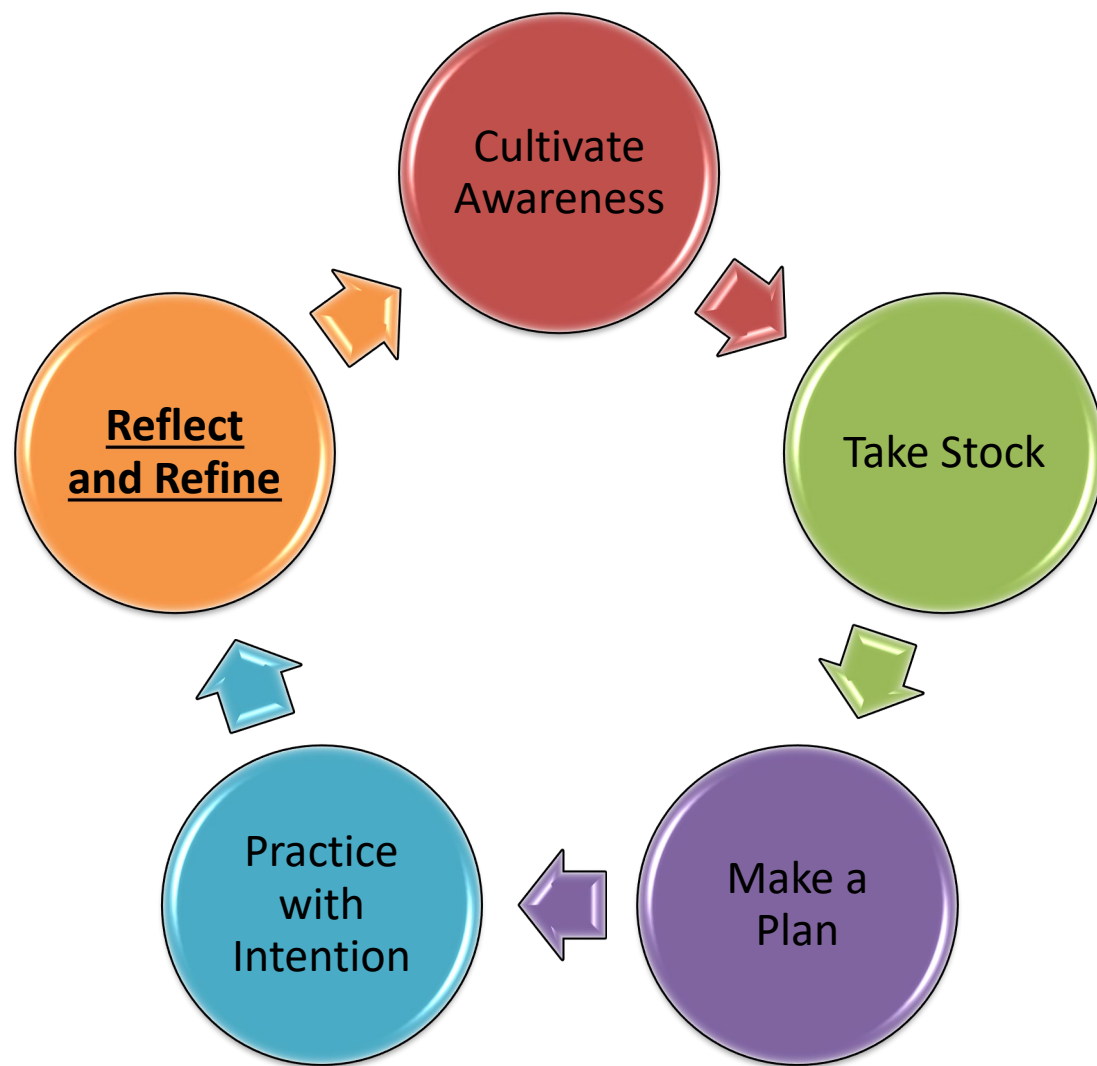 Cultivate
Awareness
Take Stock
Make a
Plan
Practice
with
Intention
Reflect
and Refine